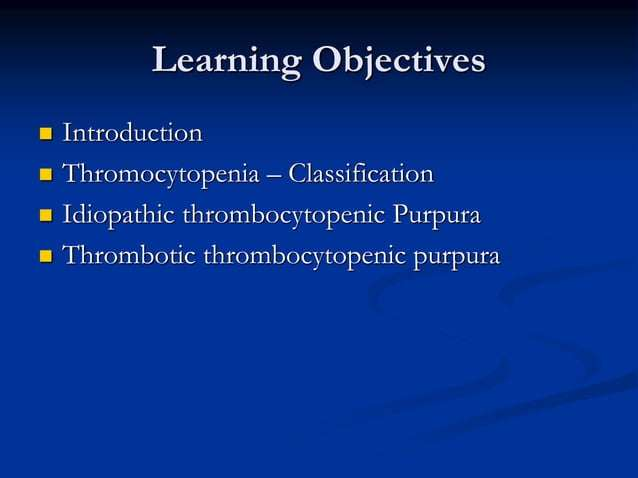 Learning Objectives
Introduction
Thromocytopenia – Classification
Idiopathic thrombocytopenic Purpura
Thrombotic thrombocytopenic purpura